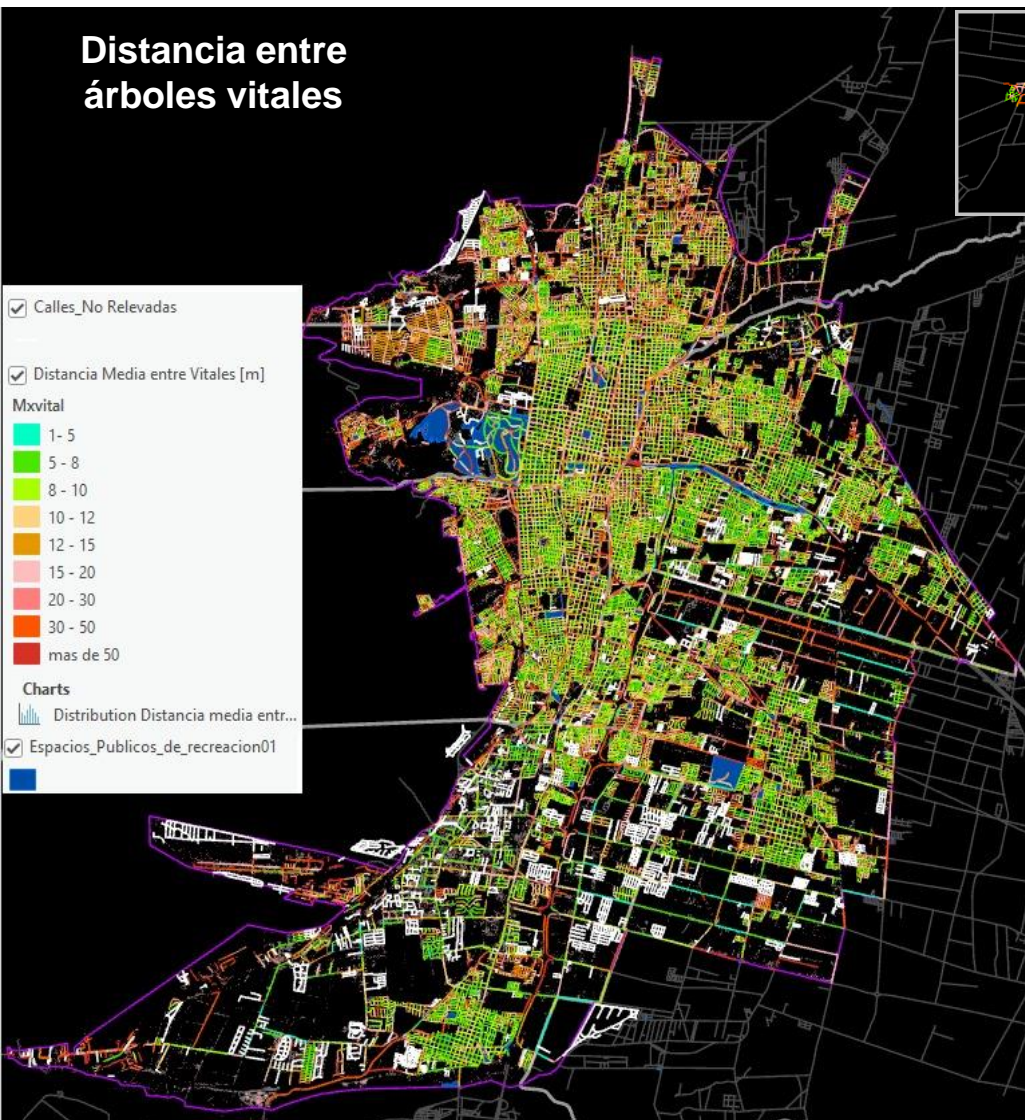 Distancia entre
árboles vitales
Calles_No Relevadas
Distancia Media entre Vitales [m]
Mxvital
1- 5
5 - 8
8 - 10
10 - 12
12 - 15
15 - 20
20 - 30
30 - 50
mas de 50
Charts
Distribution Distancia media entr...
Espacios_Publicos_de_recreacion01